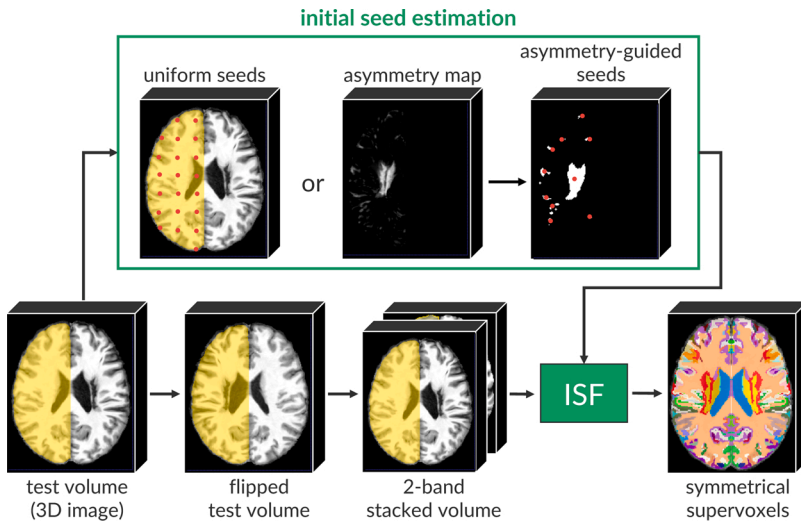 initial seed estimation
uniform seeds
asymmetry map
asymmetry-guided
seeds
or
ISF
test volume
(3D image)
flipped
test volume
2-band
stacked volume
symmetrical
supervoxels